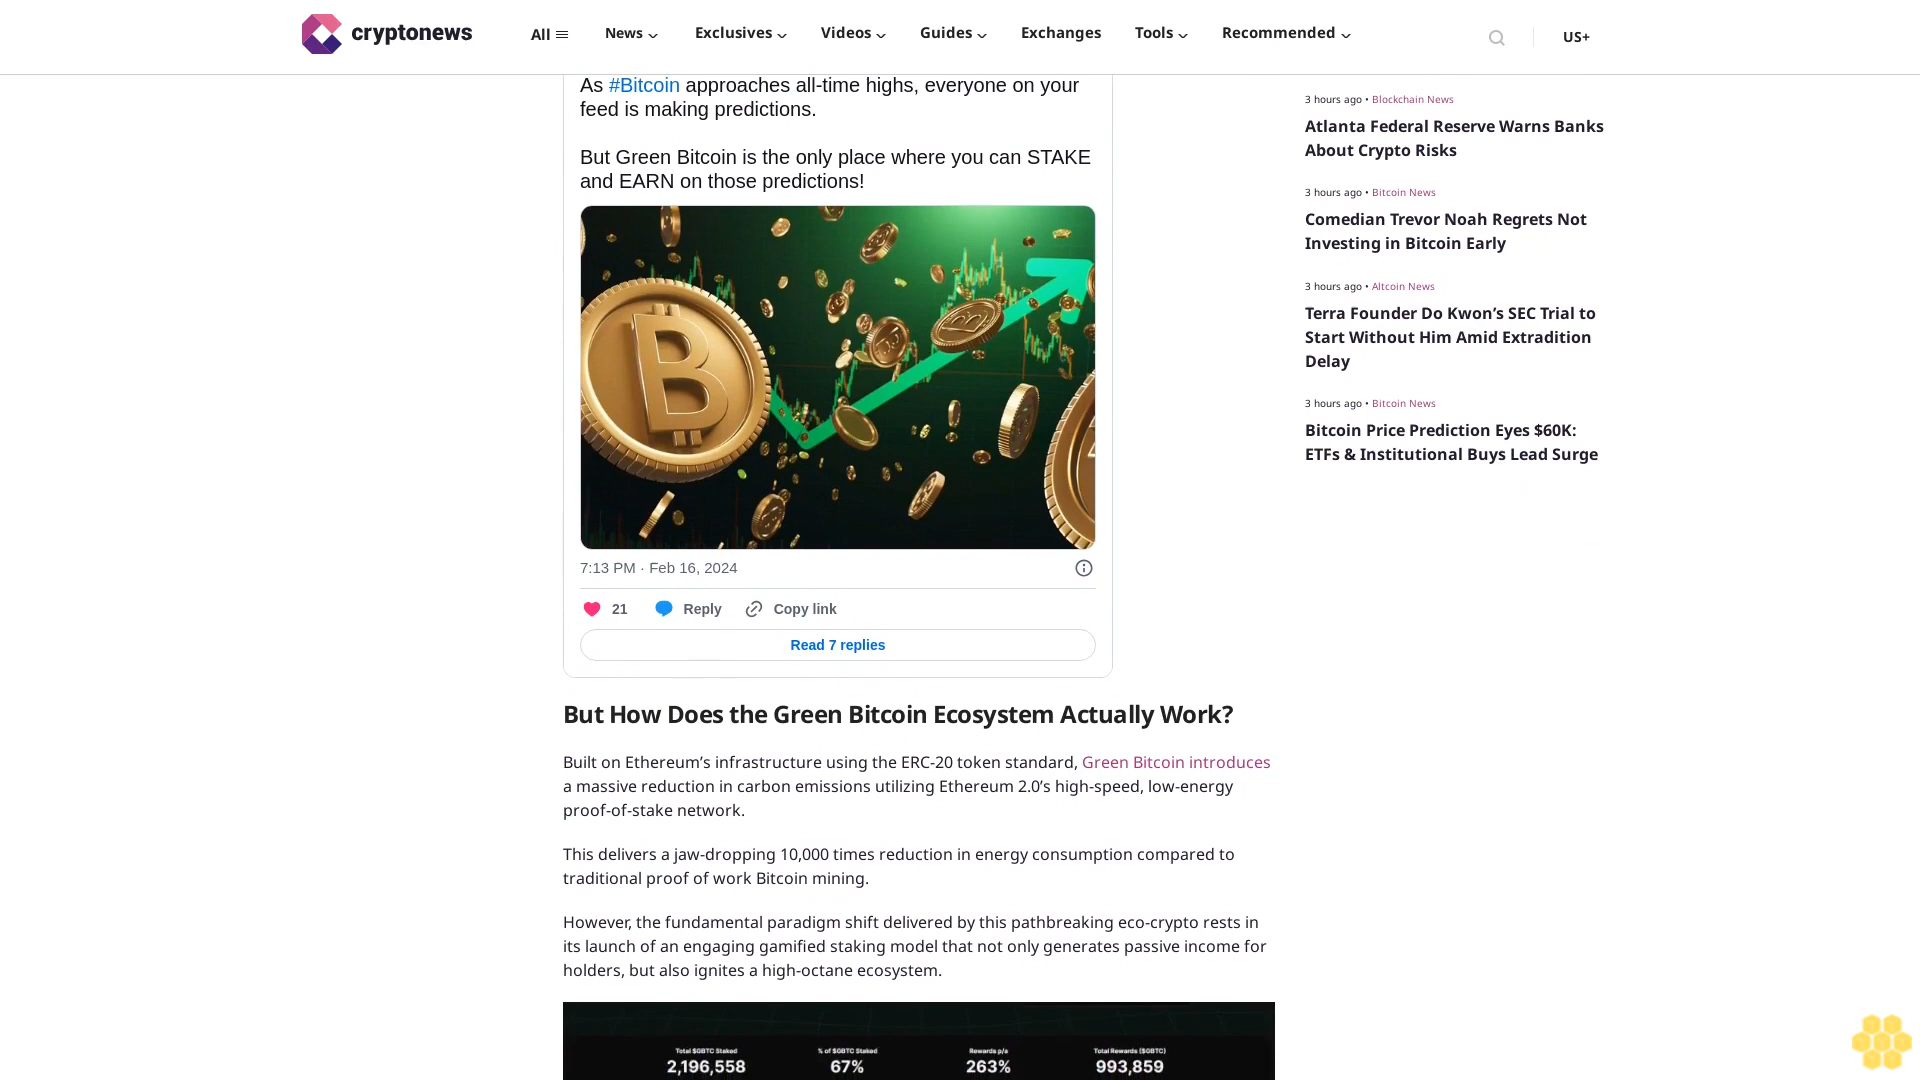 cryptonews
All
News
Exclusives
Videos
Guides
Exchanges
Tools
Recommended
US+
As #Bitcoin approaches all-time highs, everyone on your
feed is making predictions.
But Green Bitcoin is the only place where you can STAKE
and EARN on those predictions!
7:13 PM · Feb 16, 2024
21
Reply
Copy link
Read 7 replies
But How Does the Green Bitcoin Ecosystem Actually Work?
Built on Ethereum’s infrastructure using the ERC-20 token standard, Green Bitcoin introduces
a massive reduction in carbon emissions utilizing Ethereum 2.0’s high-speed, low-energy
proof-of-stake network.
This delivers a jaw-dropping 10,000 times reduction in energy consumption compared to
traditional proof of work Bitcoin mining.
However, the fundamental paradigm shift delivered by this pathbreaking eco-crypto rests in
its launch of an engaging gamified staking model that not only generates passive income for
holders, but also ignites a high-octane ecosystem.
Total $GBTC Staked
2,196,558
% of $GBTC Staked
67%
Rewards p/a
263%
Total Rewards ($GBTC)
993,859
3 hours ago • Blockchain News
Atlanta Federal Reserve Warns Banks
About Crypto Risks
3 hours ago • Bitcoin News
Comedian Trevor Noah Regrets Not
Investing in Bitcoin Early
3 hours ago • Altcoin News
Terra Founder Do Kwon’s SEC Trial to
Start Without Him Amid Extradition
Delay
3 hours ago • Bitcoin News
Bitcoin Price Prediction Eyes $60K:
ETFs & Institutional Buys Lead Surge